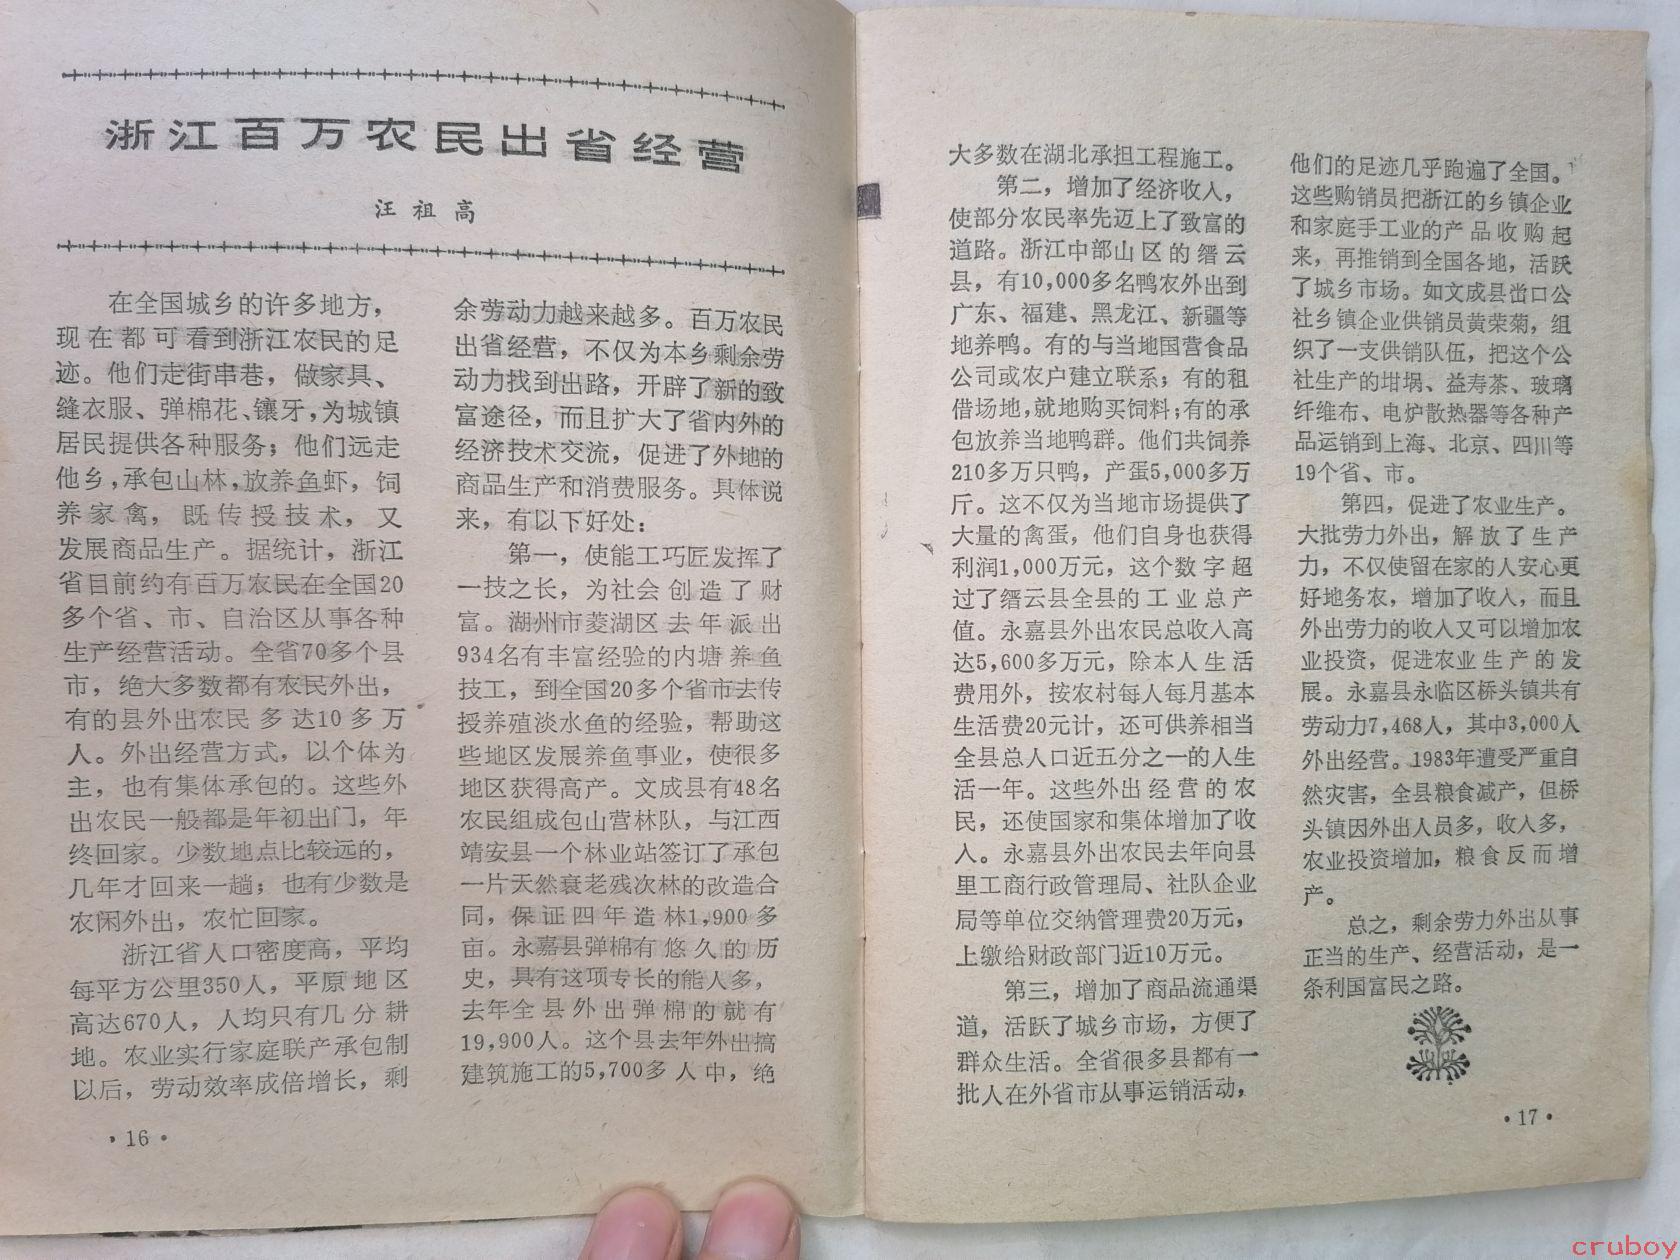 浙江百万农民出省经营
汪祖高
在全国城乡的许多地方，
现在都可看到浙江农民的足
迹。他们走街串巷，做家具、
缝衣服、弹棉花、镶牙，为城镇
居民提供各种服务；他们远走
他乡，承包山林，放养鱼虾，饲
养家禽，既传授技术，又
发展商品生产。据统计，浙江
省目前约有百万农民在全国20
多个省、市、自治区从事各种
生产经营活动。全省70多个县
市，绝大多数都有农民外出，
有的县外出农民多达10多万
人。外出经营方式，以个体为
主，也有集体承包的。这些外
出农民一般都是年初出门，年
终回家。少数地点比较远的，
几年才回来一趟；也有少数是
农闲外出，农忙回家。
浙江省人口密度高，平均
每平方公里350人，平原地区
高达670人，人均只有几分耕
地。农业实行家庭联产承包制
以后，劳动效率成倍增长，剩
余劳动力越来越多。百万农民
出省经营，不仅为本乡剩余劳
动力找到出路，开辟了新的致
富途径，而且扩大了省内外的
经济技术交流，促进了外地的
商品生产和消费服务。具体说
来，有以下好处：
第一，使能工巧匠发挥了
一技之长，为社会创造了财
富。湖州市菱湖区去年派出
934名有丰富经验的内塘养鱼
技工，到全国20多个省市去传
授养殖淡水鱼的经验，帮助这
些地区发展养鱼事业，使很多
地区获得高产。文成县有48名
农民组成包山营林队，与江西
靖安县一个林业站签订了承包
一片天然衰老残次林的改造合
同，保证四年造林1,900多
亩。永嘉县弹棉有悠久的历
史，具有这项专长的能人多，
去年全县外出弹棉的就有
19,900人。这个县去年外出搞
建筑施工的5,700多人中，绝
·16·
大多数在湖北承担工程施工。
第二，增加了经济收入，
使部分农民率先迈上了致富的
道路。浙江中部山区的缙云
县，有10,000多名鸭农外出到
广东、福建、黑龙江、新疆等
地养鸭。有的与当地国营食品
公司或农户建立联系；有的租
借场地，就地购买饲料；有的承
包放养当地鸭群。他们共饲养
210多万只鸭，产蛋5,000多万
斤。这不仅为当地市场提供了
大量的禽蛋，他们自身也获得
利润1,000万元，这个数字超
过了缙云县全县的工业总产
值。永嘉县外出农民总收入高
达5,600多万元，除本人生活
费用外，按农村每人每月基本
生活费20元计，还可供养相当
全县总人口近五分之一的人生
活一年。这些外出经营的农
民，还使国家和集体增加了收
入。永嘉县外出农民去年向县
里工商行政管理局、社队企业
局等单位交纳管理费20万元，
上缴给财政部门近10万元。
第三，增加了商品流通渠
道，活跃了城乡市场，方便了
群众生活。全省很多县都有一
批人在外省市从事运销活动，
他们的足迹几乎跑遍了全国。
这些购销员把浙江的乡镇企业
和家庭手工业的产品收购起
来，再推销到全国各地，活跃
了城乡市场。如文成县峃口公
社乡镇企业供销员黄荣菊，组
织了一支供销队伍，把这个公
社生产的坩埚、益寿茶、玻璃
纤维布、电炉散热器等各种产
品运销到上海、北京、四川等
19个省、市。
第四，促进了农业生产。
大批劳力外出，解放了生产
力，不仅使留在家的人安心更
好地务农，增加了收入，而且
外出劳力的收入又可以增加农
业投资，促进农业生产的发
展。永嘉县永临区桥头镇共有
劳动力7,468人，其中3,000人
外出经营。1983年遭受严重自
然灾害，全县粮食减产，但桥
头镇因外出人员多，收入多，
农业投资增加，粮食反而增
产。
总之，剩余劳力外出从事
正当的生产、经营活动，是一
条利国富民之路。
·17·
cruboy